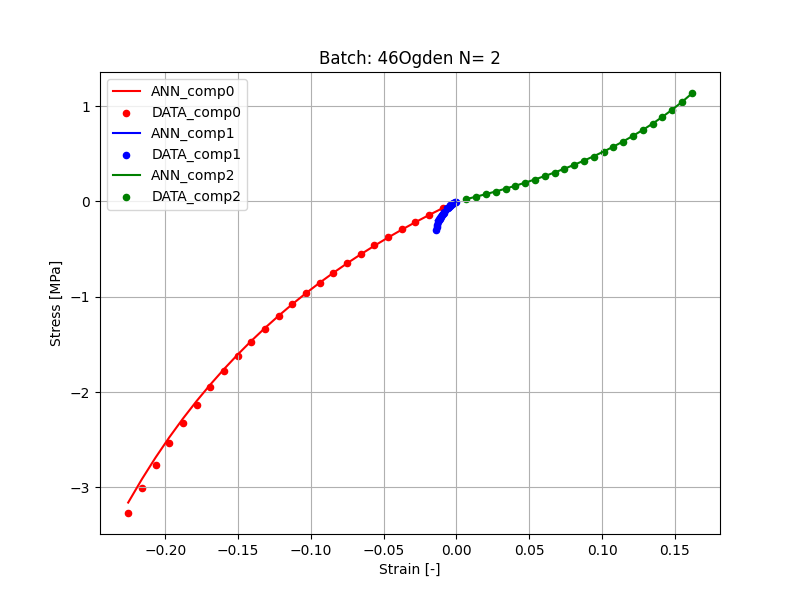 Batch: 46Ogden N= 2
ANN_comp0
DATA_comp0
ANN_comp1
DATA_comp1
ANN_comp2
DATA_comp2
1
0
−1
−2
−3
Stress [MPa]
−0.20
−0.15
−0.10
−0.05
0.00
0.05
0.10
0.15
Strain [-]